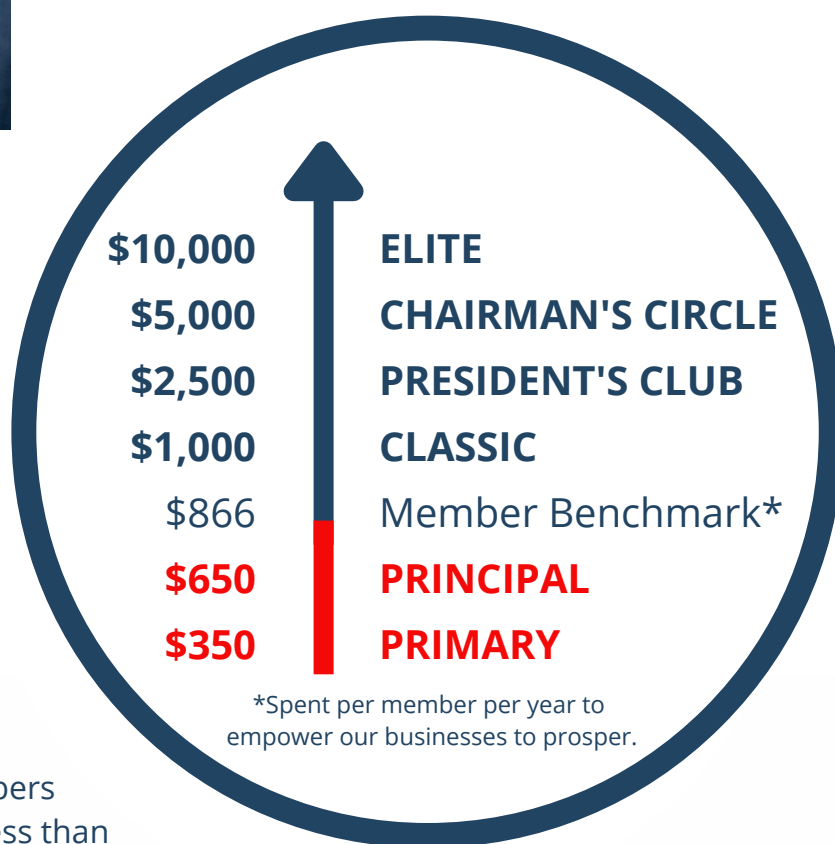 $10,000 ELITE
$5,000 CHAIRMAN'S CIRCLE
$2,500 PRESIDENT'S CLUB
$1,000 CLASSIC
$866 Member Benchmark*
$650 PRINCIPAL
$350 PRIMARY
*Spent per member per year to
empower our businesses to prosper.
than